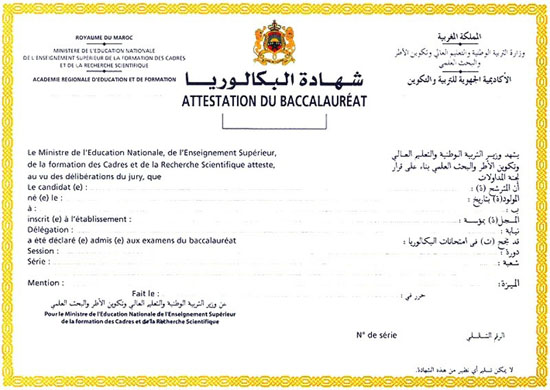 ROYAUME DU MAROC
MINISTERE DE L'EDUCATION NATIONALE
DE L'ENSEIGNEMENT SUPÉRIEUR DE LA FORMATION DES CADRES
ET DE LA RECHERCHE SCIENTIFIQUE
ACADEMIE REGIONALE D'EDUCATION ET DE FORMATION
المملكة المغربية
وزارة التربية الوطنية والتعليم العالي وتكوين الأطر
والبحث العلمي
الأكاديمية الجهوية للتربية والتكوين
شهادة البكالوريا
ATTESTATION DU BACCALAURÉAT
Le Ministre de l'Education Nationale, de l'Enseignement Supérieur,
de la formation des Cadres et de la Recherche Scientifique atteste,
au vu des délibérations du jury, que
Le candidat (e) :
né (e) le :
à :
inscrit (e) à l'établissement :
Délégation :
a été déclaré (e) admis (e) aux examens du baccalauréat
Session :
Série :
Mention :
يشهد وزير التربية الوطنية والتعليم العالي
وتكوين الأطر والبحث العلمي بناء على قرار
لجنة المداولات
أن المترشح (ة) :
المولود(ة) بتاريخ :
ب :
المسجل(ة) بمؤسسة :
نيابة :
قد نجح (ت) في امتحانات البكالوريا :
دورة :
شعبة :
الميزة :
Fait le :
حرر في :
عن وزير التربية الوطنية والتعليم العالي وتكوين الأطر والبحث العلمي
Pour le Ministre de l'Education Nationale de l'Enseignement Supérieur
de la formation des Cadres et de la Recherche Scientifique
N° de série
الرقم التسلسلي
لا يمكن تسليم أي نظير من هذه الشهادة.